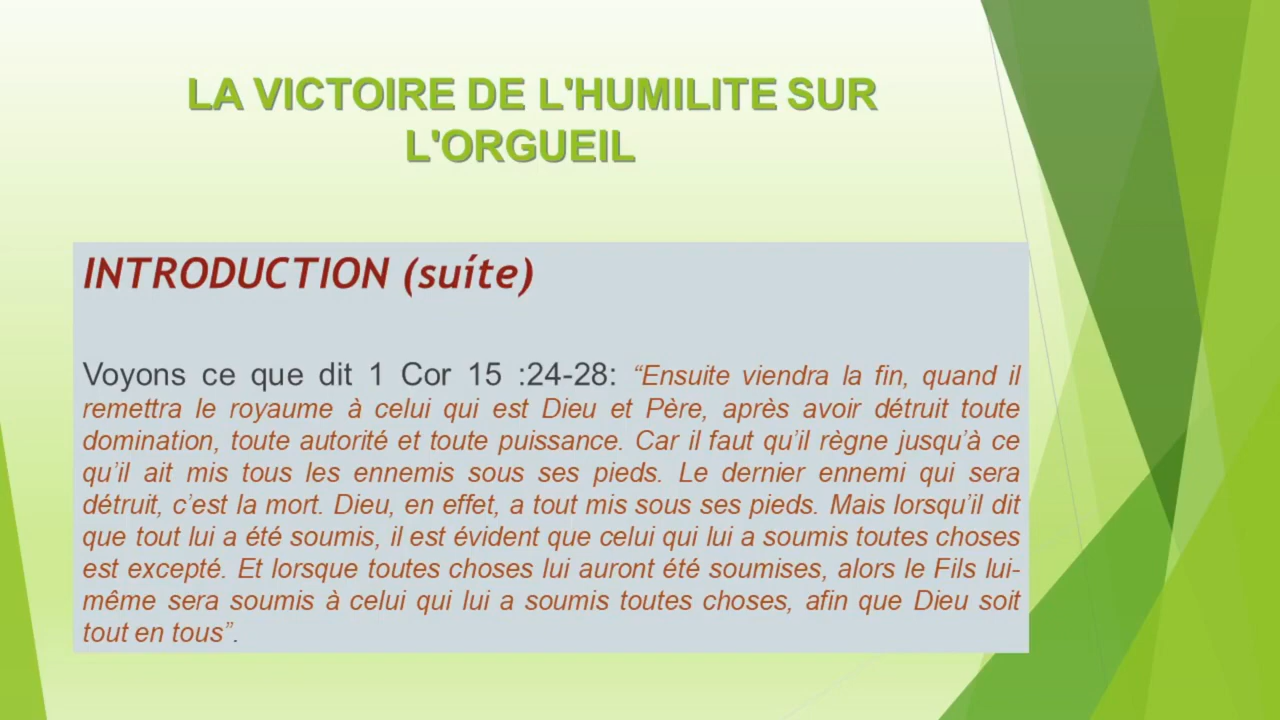 LA VICTOIRE DE L'HUMILITE SUR
L'ORGUEIL
INTRODUCTION (suíte)
Voyons ce que dit 1 Cor 15 :24-28: “Ensuite viendra la fin, quand il
remettra le royaume à celui qui est Dieu et Père, après avoir détruit toute
domination, toute autorité et toute puissance. Car il faut qu’il règne jusqu’à ce
qu’il ait mis tous les ennemis sous ses pieds. Le dernier ennemi qui sera
détruit, c’est la mort. Dieu, en effet, a tout mis sous ses pieds. Mais lorsqu’il dit
que tout lui a été soumis, il est évident que celui qui lui a soumis toutes choses
est excepté. Et lorsque toutes choses lui auront été soumises, alors le Fils lui-
même sera soumis à celui qui lui a soumis toutes choses, afin que Dieu soit
tout en tous”.